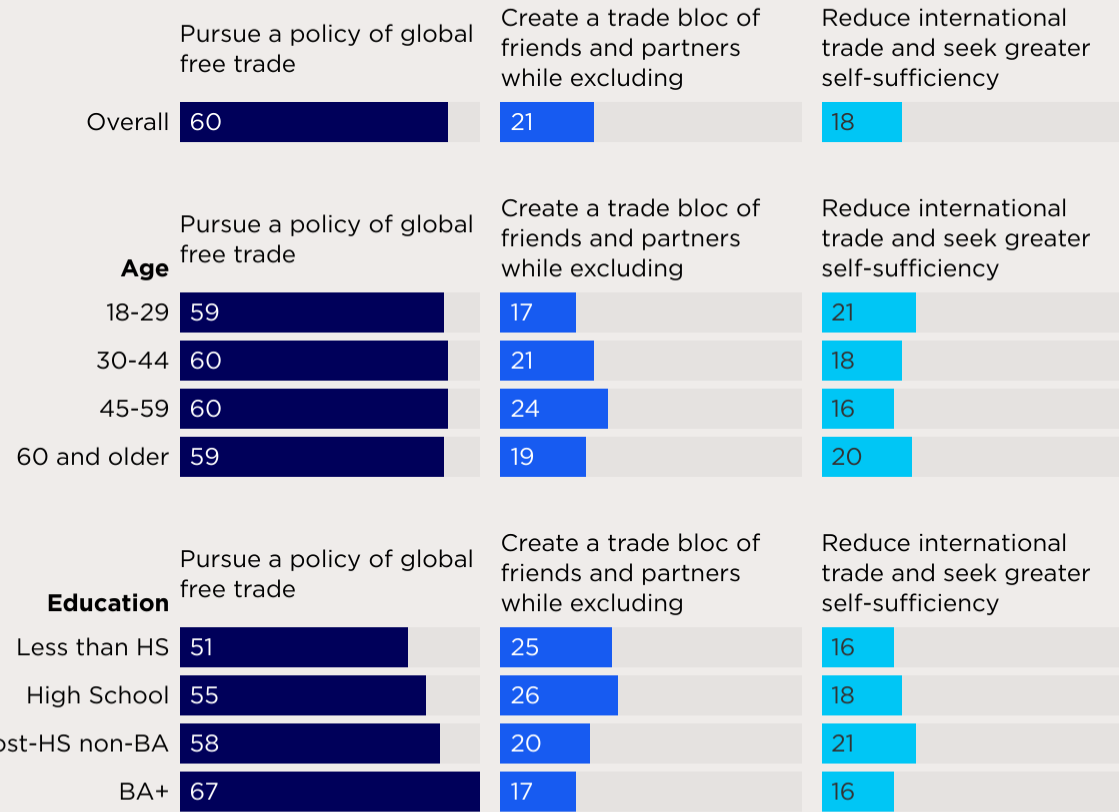 Pursue a policy of global
free trade
Create a trade bloc of
friends and partners
while excluding
Reduce international
trade and seek greater
self-sufficiency
Overall 60 21 18
Age
Pursue a policy of global
free trade
Create a trade bloc of
friends and partners
while excluding
Reduce international
trade and seek greater
self-sufficiency
18-29 59 17 21
30-44 60 21 18
45-59 60 24 16
60 and older 59 19 20
Education
Pursue a policy of global
free trade
Create a trade bloc of
friends and partners
while excluding
Reduce international
trade and seek greater
self-sufficiency
Less than HS 51 25 16
High School 55 26 18
ost-HS non-BA 58 20 21
BA+ 67 17 16